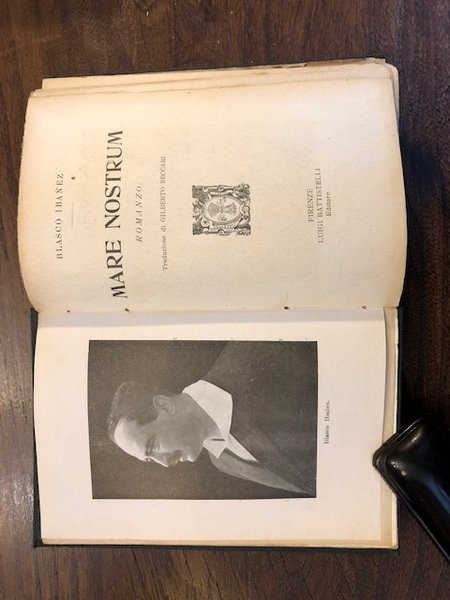 BLASCO IBAÑEZ
MARE NOSTRUM
ROMANZO
Traduzione di GILBERTO BECCARI
FIRENZE
LUIGI BATTISTELLI
Editore
Blasco Ibañez.